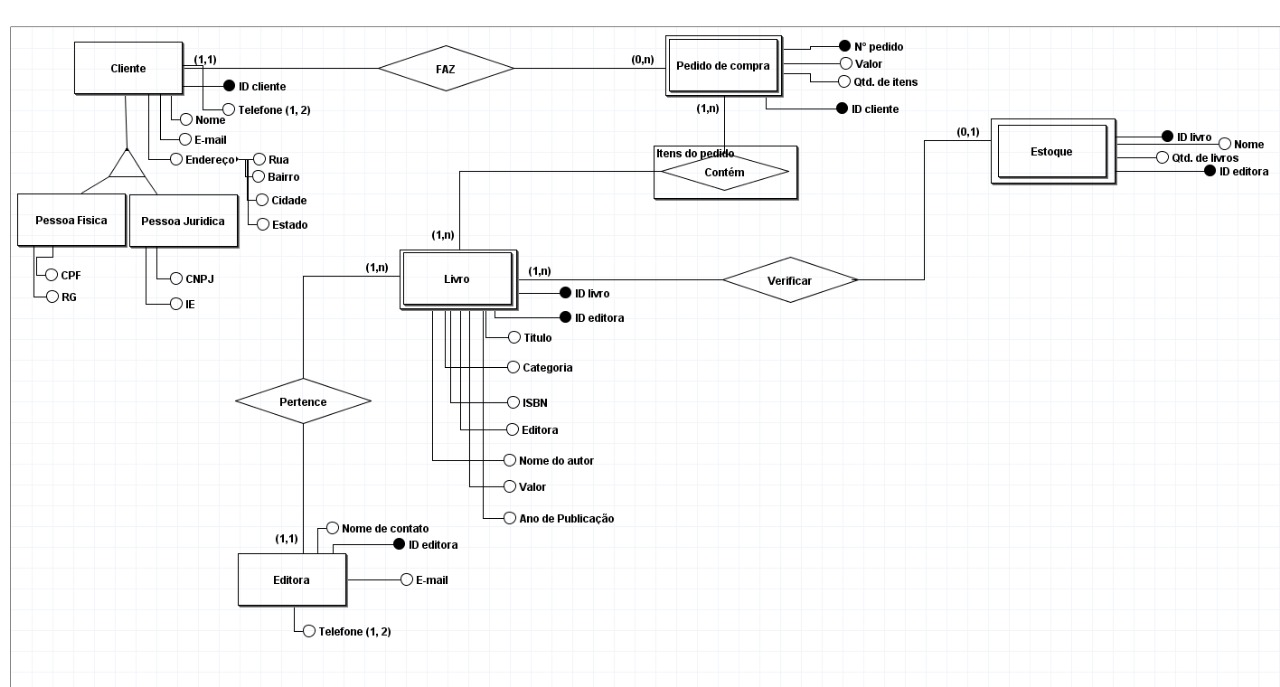 Cliente
(1,1)
FAZ
(0,n)
Pedido de compra
Nº pedido
Valor
Qtd. de itens
ID cliente
(1,n)
ID cliente
Telefone (1, 2)
Nome
E-mail
Endereço
Rua
Bairro
Cidade
Estado
Itens do pedido
Contém
(0,1)
Estoque
ID livro
Nome
Qtd. de livros
ID editora
Pessoa Fisica
CPF
RG
Pessoa Juridica
CNPJ
IE
(1,n)
(1,n)
Livro
(1,n)
Verificar
ID livro
ID editora
Titulo
Categoria
ISBN
Editora
Nome do autor
Valor
Ano de Publicação
Pertence
(1,1)
Nome de contato
ID editora
Editora
E-mail
Telefone (1, 2)